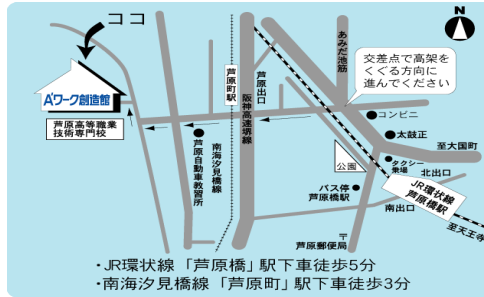 ココ
N
A'ワーク創造館
芦原高等職業
技術専門校
芦原町駅
阪神高速堺線
芦原出口
あみだ池筋
交差点で高架を
くぐる方向に
進んでください
コンビニ
太鼓正
至大国町
タクシー
乗場
北出口
公園
JR環状線
芦原橋駅
バス停
芦原橋駅
南出口
至天王寺
芦原自動車教習所
南海汐見橋線
〒
芦原郵便局
・JR環状線「芦原橋」駅下車徒歩5分
・南海汐見橋線「芦原町」駅下車徒歩3分